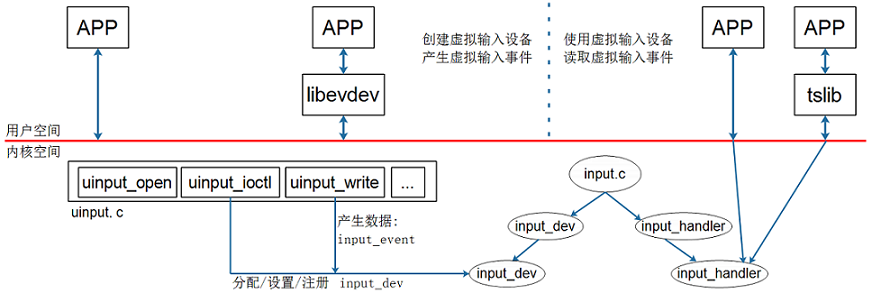 APP
APP
创建虚拟输入设备
产生虚拟输入事件
使用虚拟输入设备
读取虚拟输入事件
APP
APP
libevdev
tslib
用户空间
内核空间
uinput_open
uinput_ioctl
uinput_write
...
uinput. c
input.c
产生数据:
input_event
input_dev
input_handler
input_dev
input_handler
分配/设置/注册 input_dev